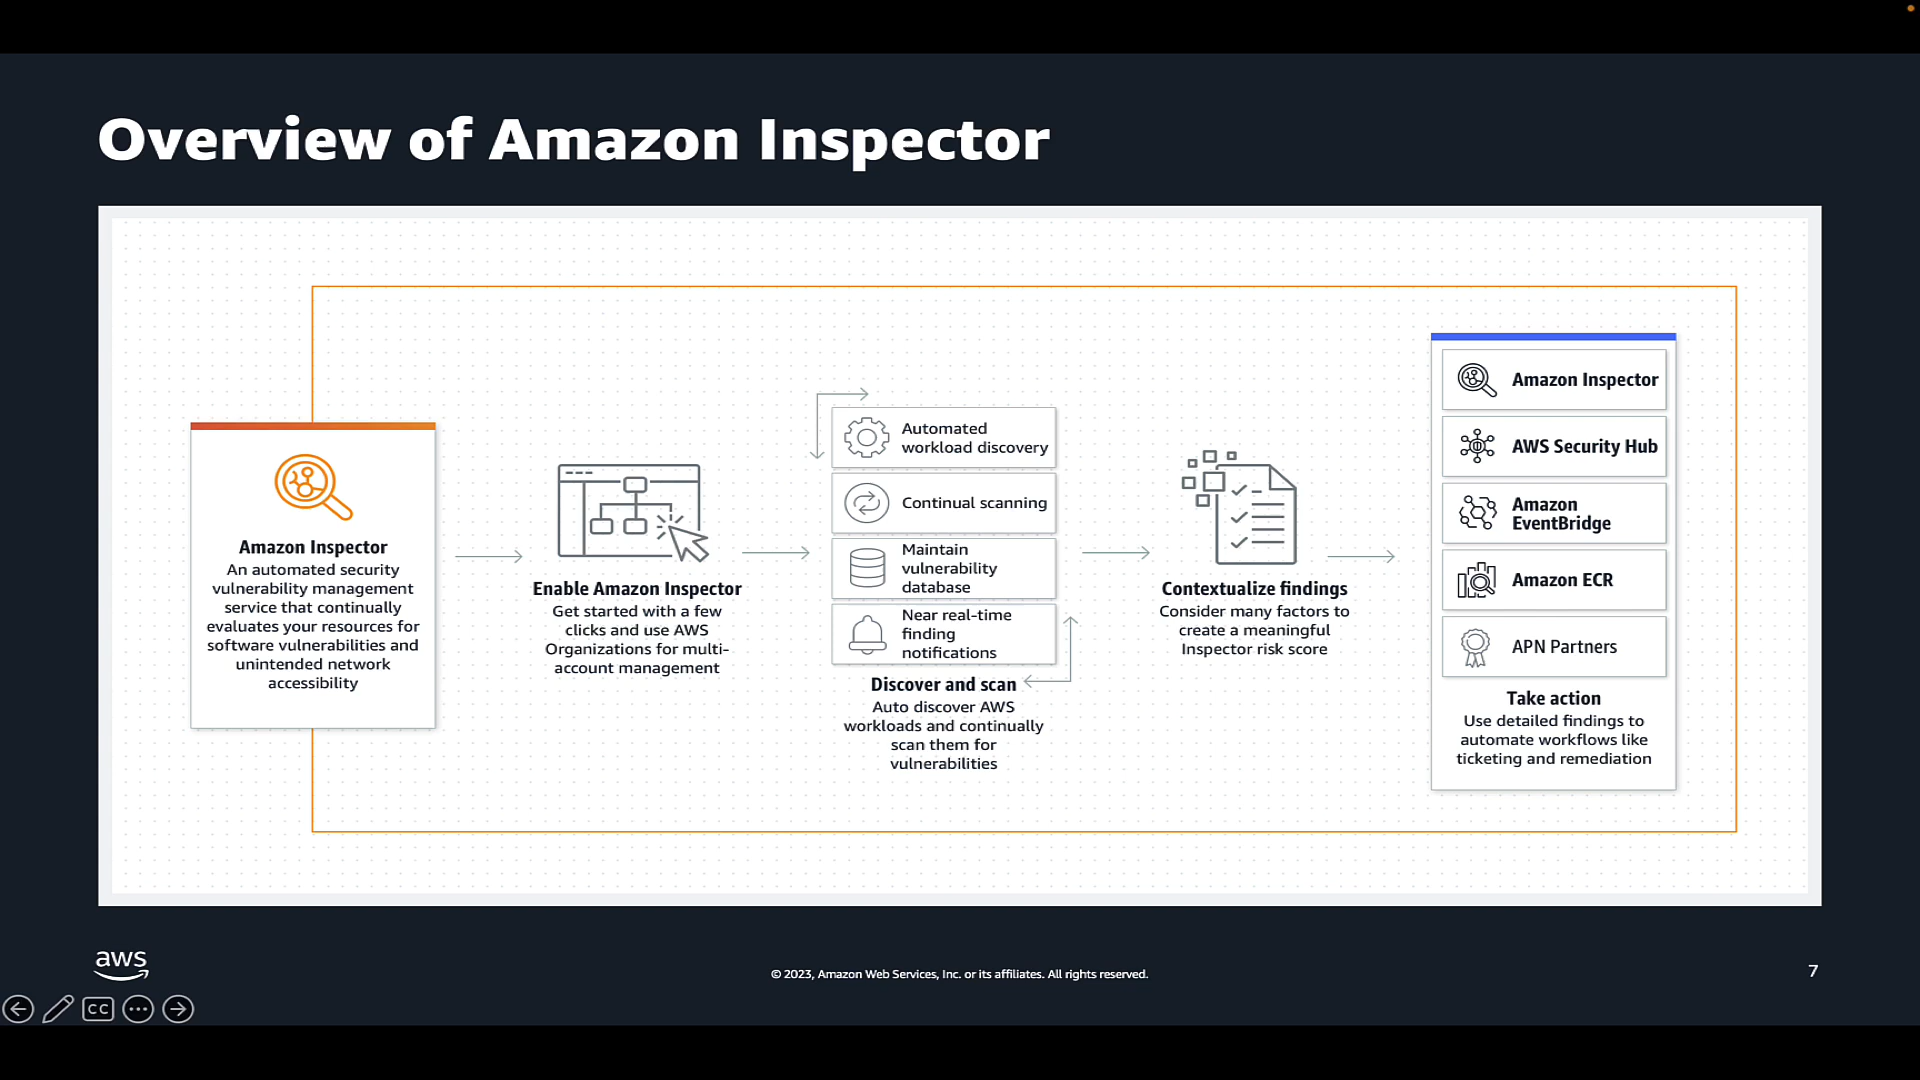 Overview of Amazon Inspector
Amazon Inspector
An automated security
vulnerability management
service that continually
evaluates your resources for
software vulnerabilities and
unintended network
accessibility
Enable Amazon Inspector
Get started with a few
clicks and use AWS
Organizations for multi-
account management
Automated
workload discovery
Continual scanning
Maintain
vulnerability
database
Near real-time
finding
notifications
Discover and scan
Auto discover AWS
workloads and continually
scan them for
vulnerabilities
Contextualize findings
Consider many factors to
create a meaningful
Inspector risk score
Amazon Inspector
AWS Security Hub
Amazon
EventBridge
Amazon ECR
APN Partners
Take action
Use detailed findings to
automate workflows like
ticketing and remediation
aws
© 2023, Amazon Web Services, Inc. or its affiliates. All rights reserved.
7
CC